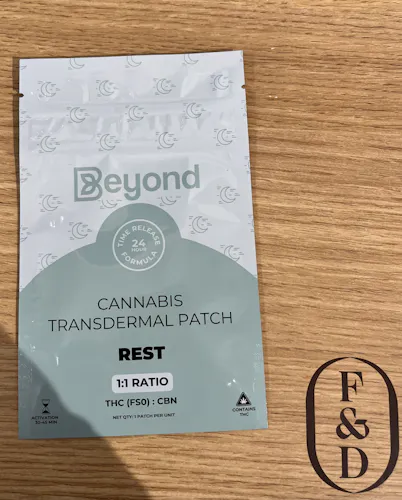 Beyond
TIME RELEASE
24
HOUR
FORMULA
CANNABIS
TRANSDERMAL PATCH
REST
1:1 RATIO
THC (FSO) : CBN
NET QTY: 1 PATCH PER UNIT
ACTIVATION
CONTAINS
THC
F
&
D